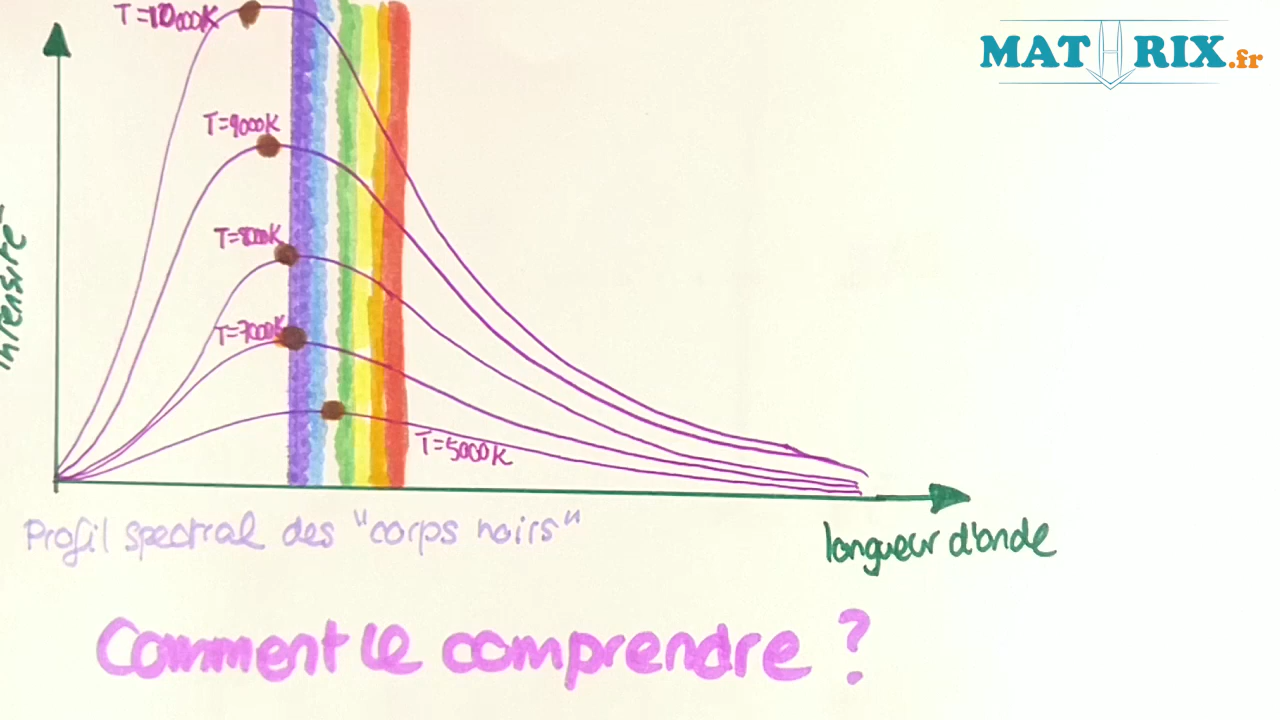 T=10000K
MATHRIX.fr
T=9000K
T=8000K
T=7000K
T=5000K
Intensité
Profil spectral des "corps noirs"
longueur d'onde
Comment le comprendre ?